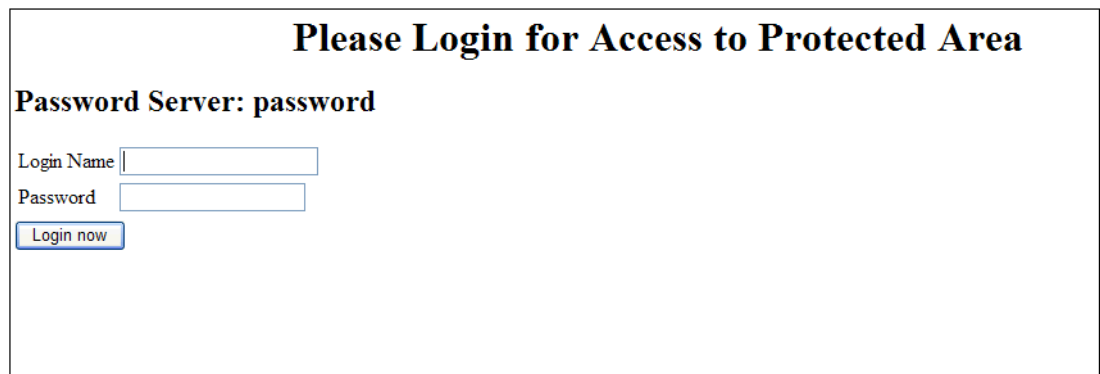 Please Login for Access to Protected Area
Password Server: password
Login Name
Password
Login now